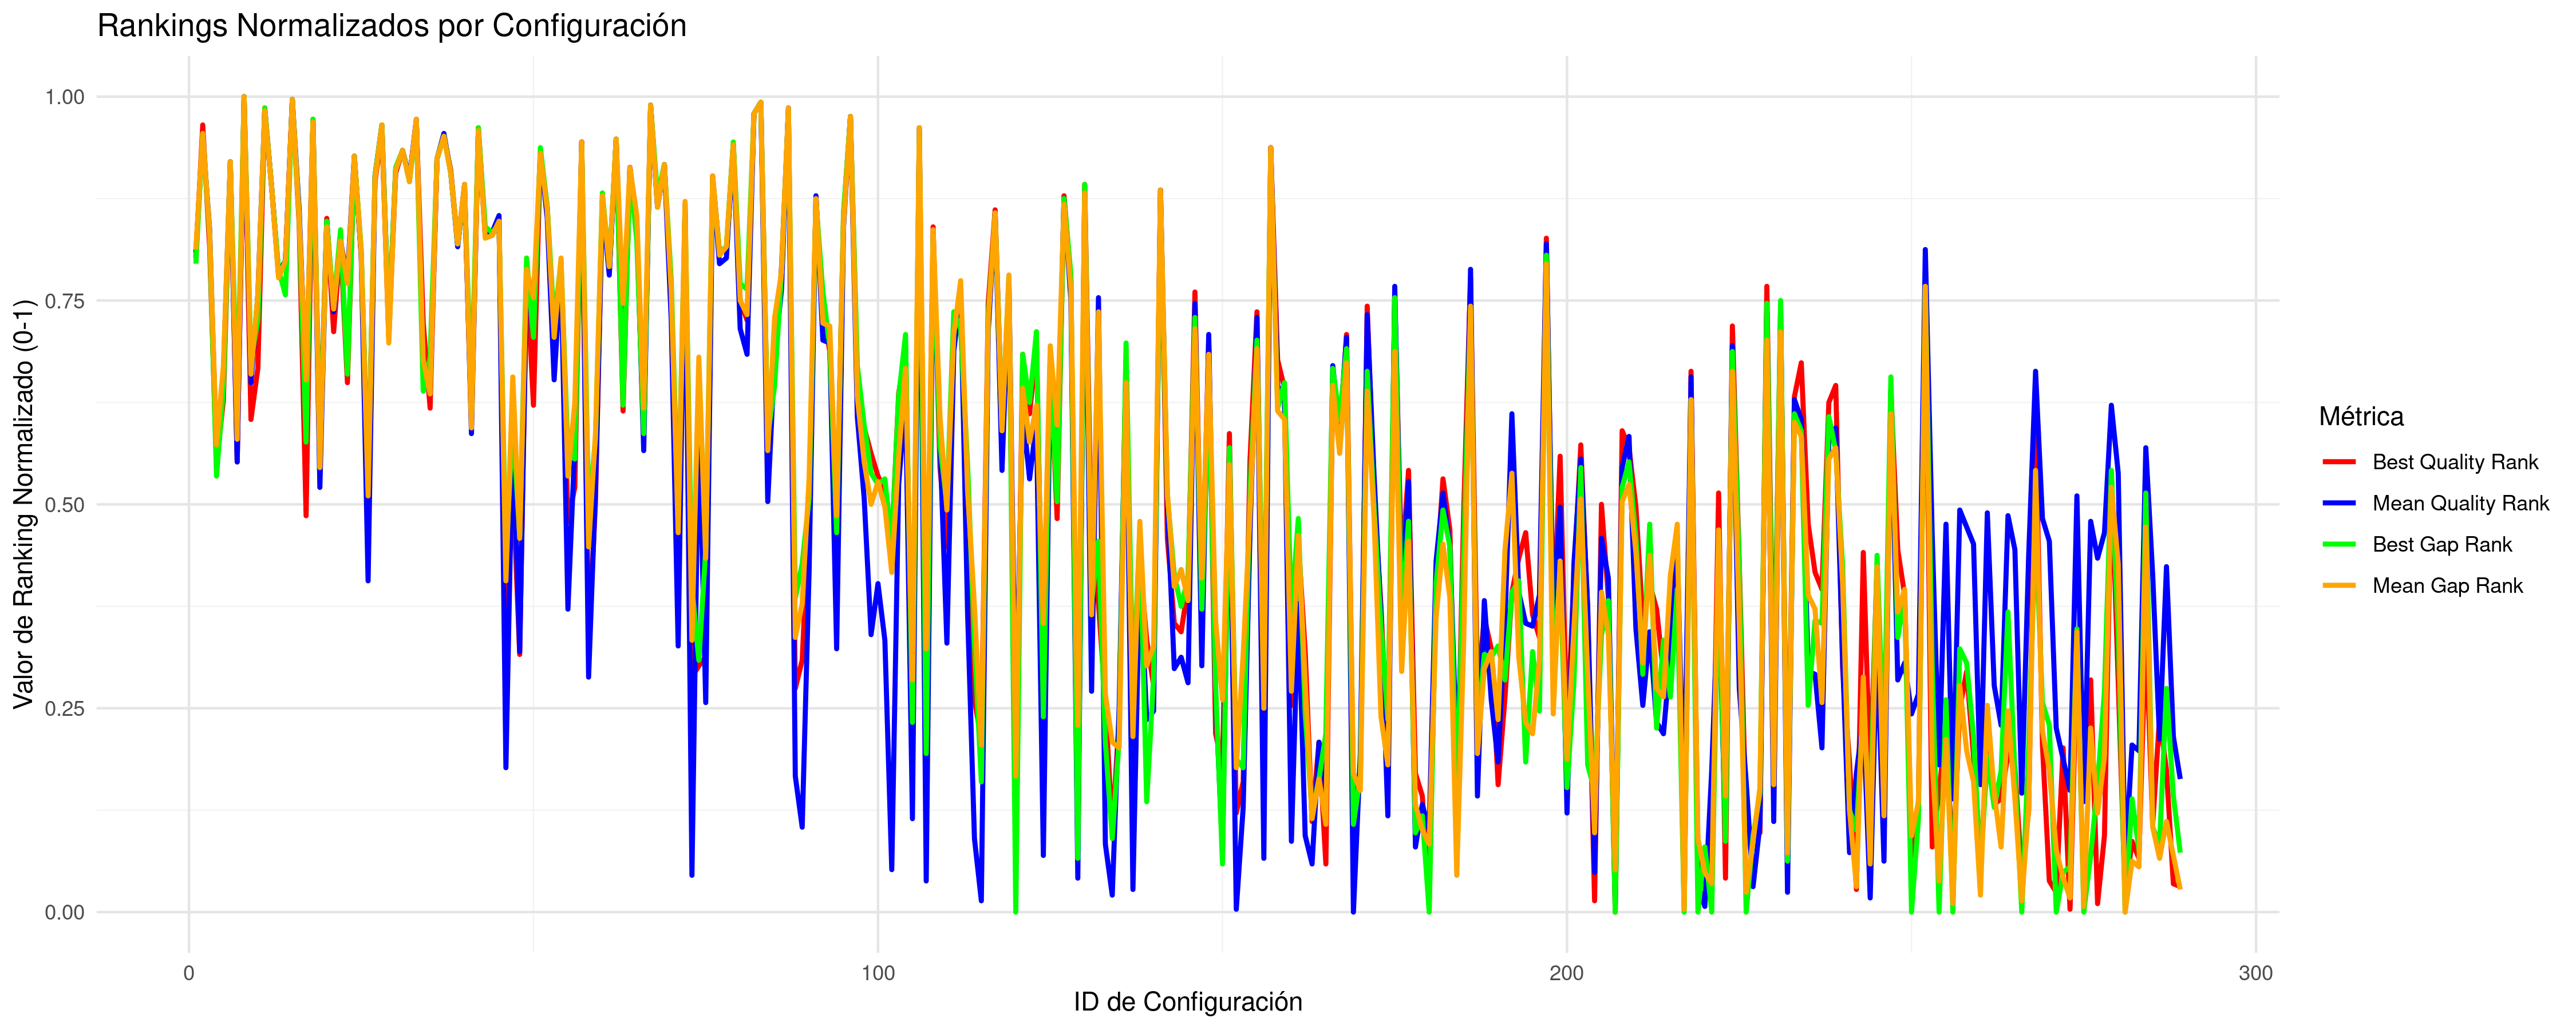 Rankings Normalizados por Configuración
Valor de Ranking Normalizado (0-1)
1.00
0.75
0.50
0.25
0.00
0
100
200
300
ID de Configuración
Métrica
Best Quality Rank
Mean Quality Rank
Best Gap Rank
Mean Gap Rank